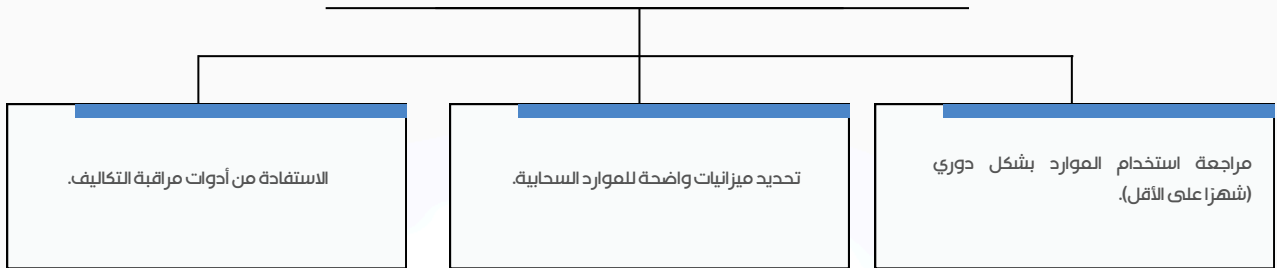 مراجعة استخدام الموارد بشكل دوري
(شهرًا على الأقل).
تحديد ميزانيات واضحة للموارد السحابية.
الاستفادة من أدوات مراقبة التكاليف.